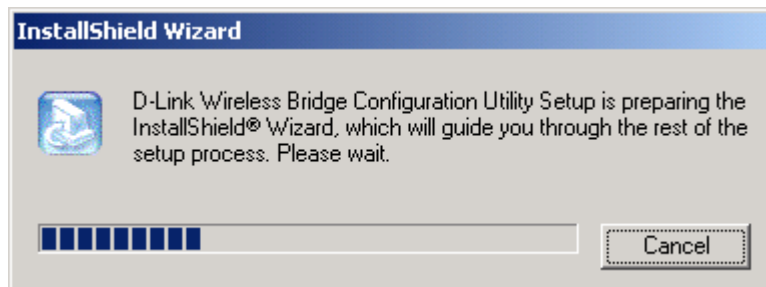 InstallShield Wizard
D-Link Wireless Bridge Configuration Utility Setup is preparing the
InstallShield® Wizard, which will guide you through the rest of the
setup process. Please wait.
Cancel